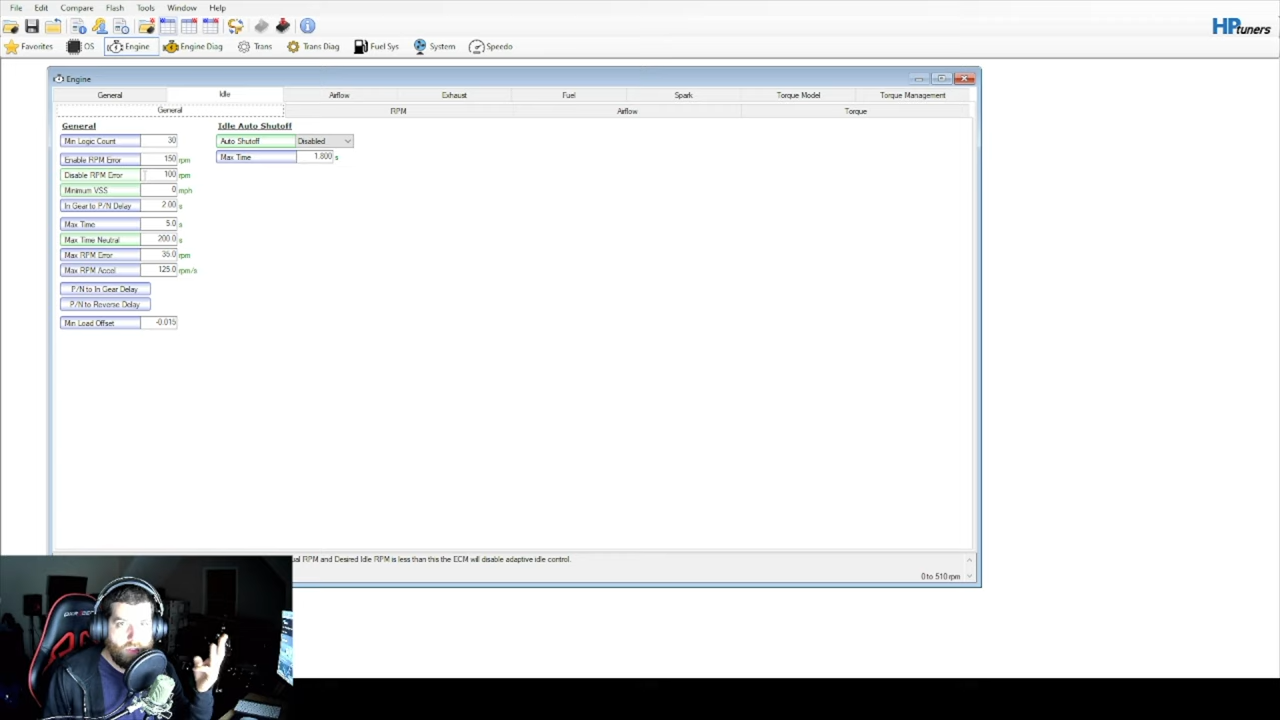 File Edit Compare Flash Tools Window Help
HPtuners
Favorites OS Engine Engine Diag Trans Trans Diag Fuel Sys System Speedo
Engine
General Idle Airflow Exhaust Fuel Spark Torque Model Torque Management
General RPM Airflow Torque
General Idle Auto Shutoff
Min Logic Count 30 Auto Shutoff Disabled
Enable RPM Error 150 rpm Max Time 1.800 s
Disable RPM Error 100 rpm
Minimum VSS 0 mph
In Gear to P/N Delay 2.00 s
Max Time 5.0 s
Max Time Neutral 200.0 s
Max RPM Error 35.0 rpm
Max RPM Accel 125.0 rpm/s
P/N to In Gear Delay
P/N to Reverse Delay
Min Load Offset -0.015
RPM and Desired Idle RPM is less than this the ECM will disable adaptive idle control.
0 to 510 rpm